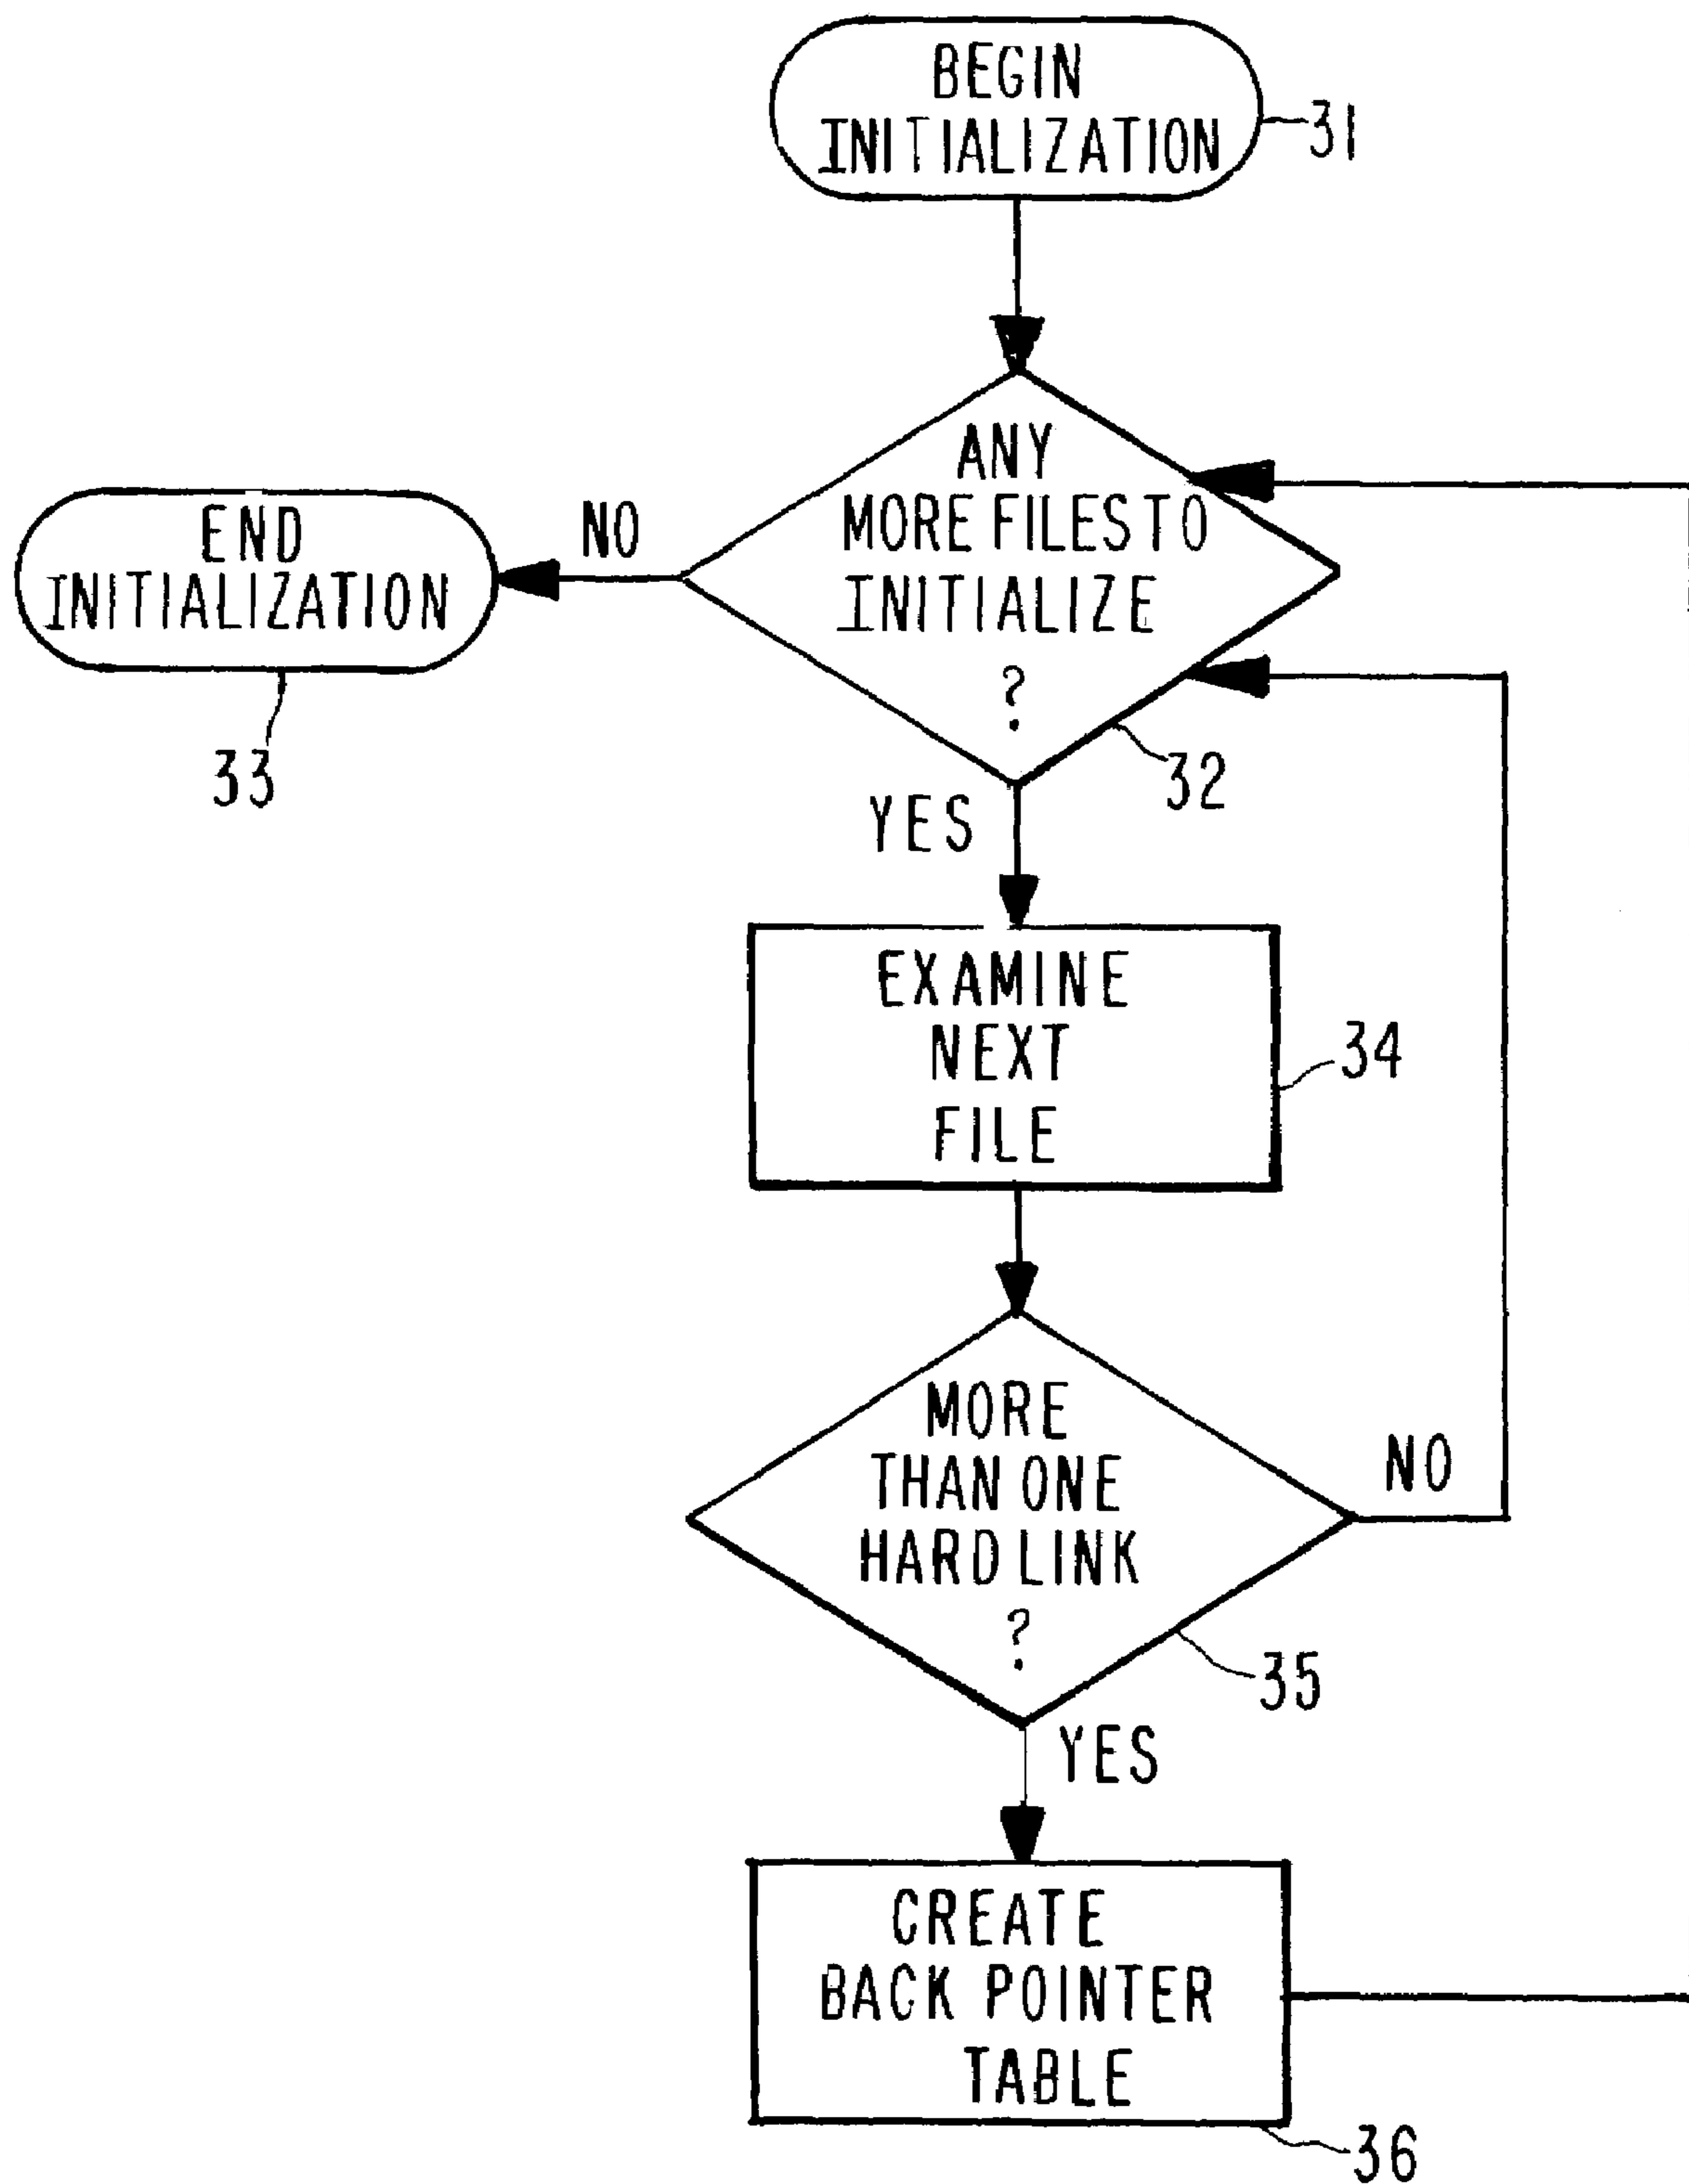 BEGIN
INITIALIZATION
31
ANY
MORE FILES TO
INITIALIZE
?
NO
END
INITIALIZATION
33
32
YES
EXAMINE
NEXT
FILE
34
MORE
THAN ONE
HARD LINK
?
NO
35
YES
CREATE
BACK POINTER
TABLE
36